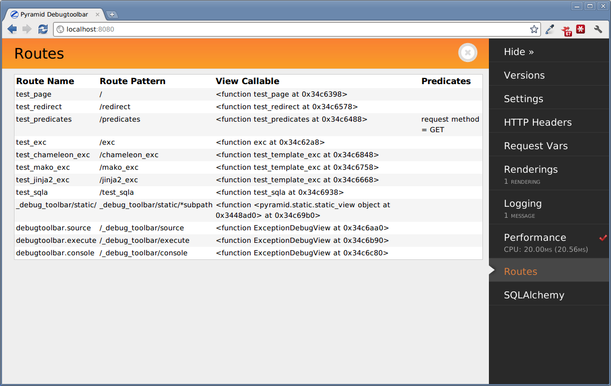 Pyramid Debugtoolbar
localhost:8080
Routes
Route Name Route Pattern View Callable Predicates
test_page / <function test_page at 0x34c6398>
test_redirect /redirect <function test_redirect at 0x34c6578>
test_predicates /predicates <function test_predicates at 0x34c6488> request method
= GET
test_exc /exc <function exc at 0x34c62a8>
test_chameleon_exc /chameleon_exc <function test_template_exc at 0x34c6848>
test_mako_exc /mako_exc <function test_template_exc at 0x34c6758>
test_jinja2_exc /jinja2_exc <function test_template_exc at 0x34c6668>
test_sqla /test_sqla <function test_sqla at 0x34c6938>
_debug_toolbar/static/ _debug_toolbar/static/*subpath <function <pyramid.static.static_view object at
0x3448ad0> at 0x34c69b0>
debugtoolbar.source /_debug_toolbar/source <function ExceptionDebugView at 0x34c6aa0>
debugtoolbar.execute /_debug_toolbar/execute <function ExceptionDebugView at 0x34c6b90>
debugtoolbar.console /_debug_toolbar/console <function ExceptionDebugView at 0x34c6c80>
Hide »
Versions
Settings
HTTP Headers
Request Vars
Renderings
1 RENDERING
Logging
1 MESSAGE
Performance
CPU: 20.00MS (20.56MS)
Routes
SQLAlchemy